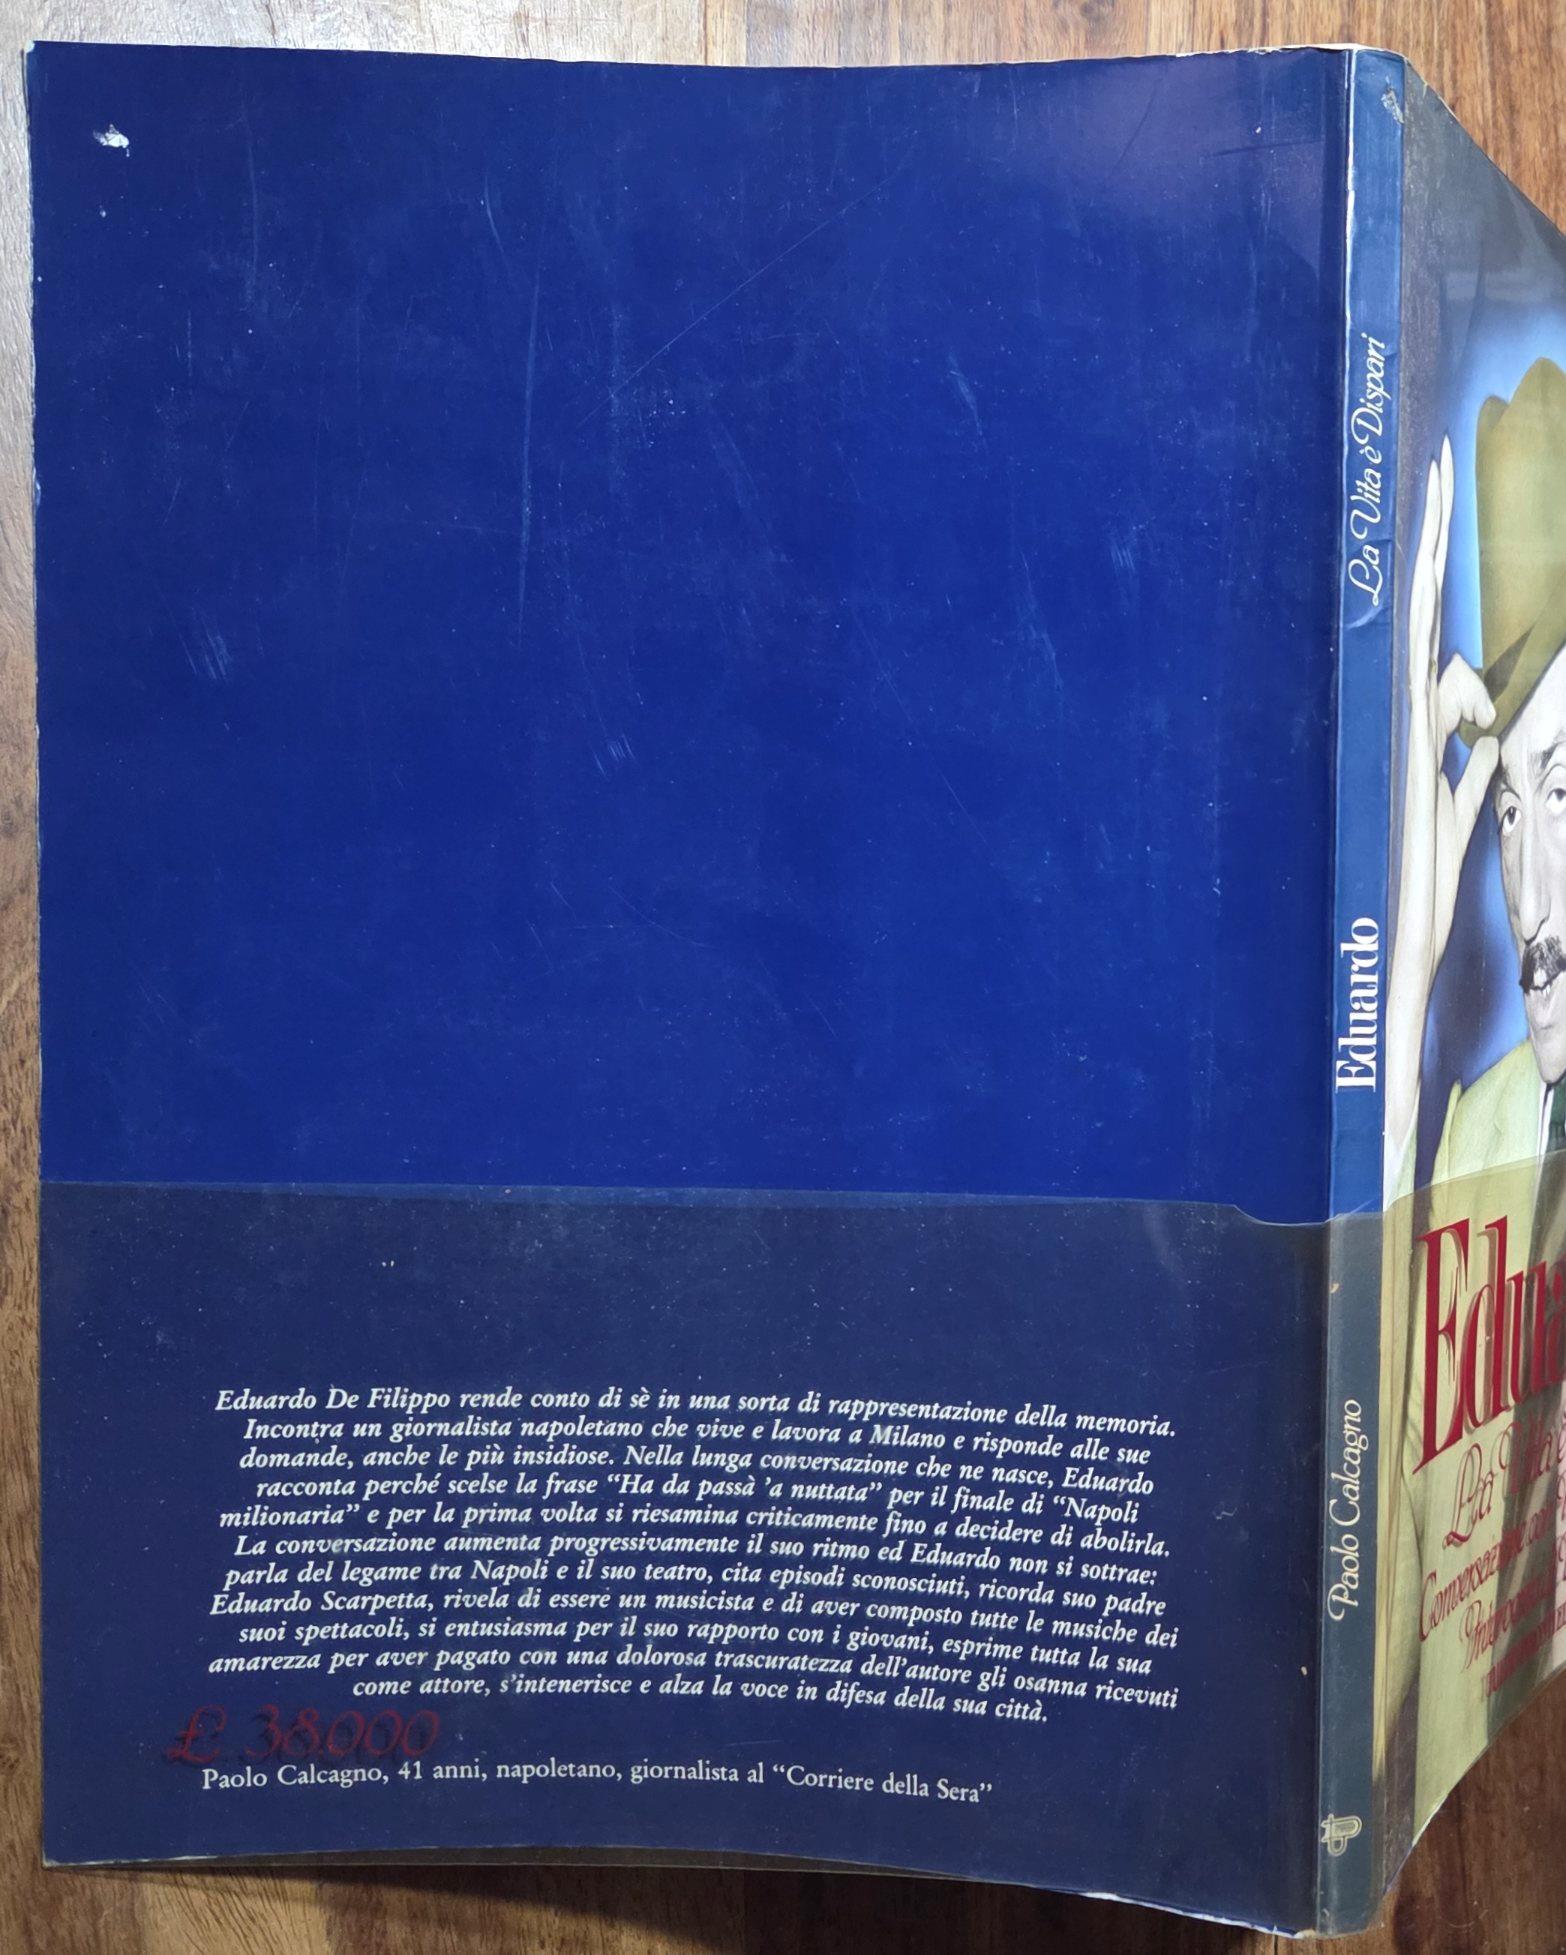 Eduardo De Filippo rende conto di sè in una sorta di rappresentazione della memoria.
Incontra un giornalista napoletano che vive e lavora a Milano e risponde alle sue
domande, anche le più insidiose. Nella lunga conversazione che ne nasce, Eduardo
racconta perché scelse la frase “Ha da passà ’a nuttata” per il finale di “Napoli
milionaria” e per la prima volta si riesamina criticamente fino a decidere di abolirla.
La conversazione aumenta progressivamente il suo ritmo ed Eduardo non si sottrae:
parla del legame tra Napoli e il suo teatro, cita episodi sconosciuti, ricorda suo padre
Eduardo Scarpetta, rivela di essere un musicista e di aver composto tutte le musiche dei
suoi spettacoli, si entusiasma per il suo rapporto con i giovani, esprime tutta la sua
amarezza per aver pagato con una dolorosa trascuratezza dell’autore gli osanna ricevuti
come attore, s’intenerisce e alza la voce in difesa della sua città.
£ 38.000
Paolo Calcagno, 41 anni, napoletano, giornalista al “Corriere della Sera”
Paolo Calcagno
Eduardo
La Vita è Dispari
Edua
La Vita
Conversazione con